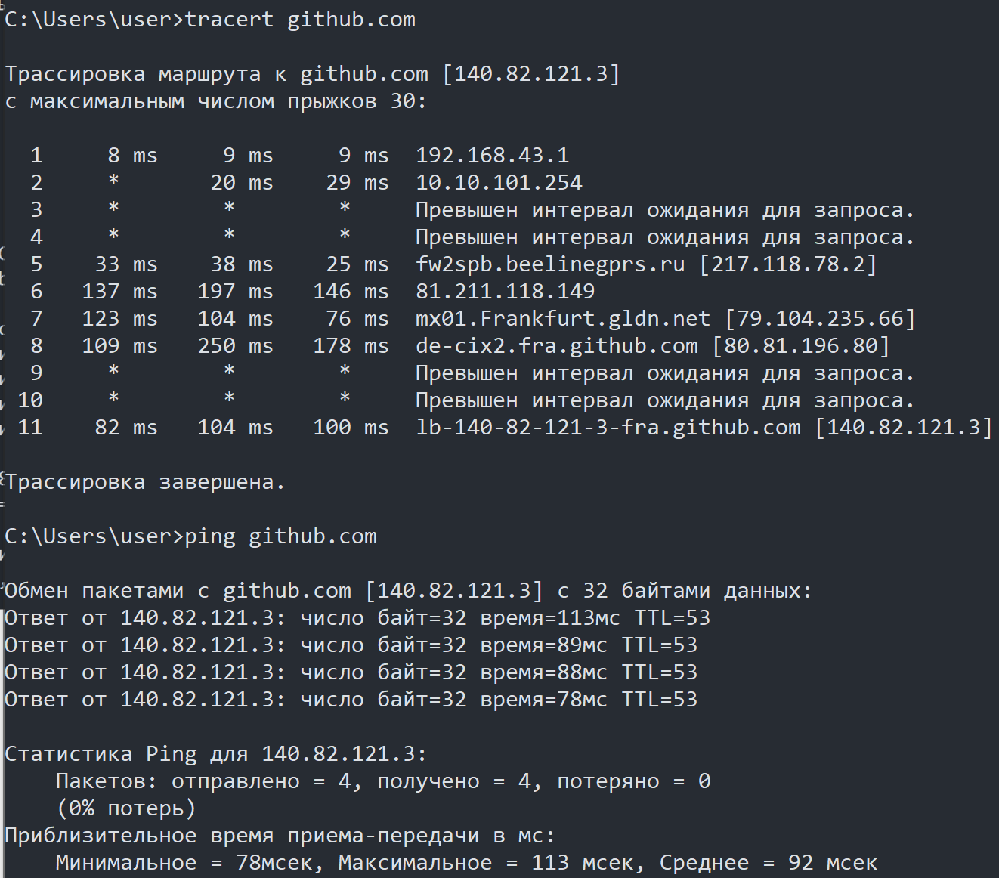 C:\Users\user>tracert github.com
Трассировка маршрута к github.com [140.82.121.3]
с максимальным числом прыжков 30:
1 8 ms 9 ms 9 ms 192.168.43.1
2 * 20 ms 29 ms 10.10.101.254
3 * * * Превышен интервал ожидания для запроса.
4 * * * Превышен интервал ожидания для запроса.
5 33 ms 38 ms 25 ms fw2spb.beelinegprs.ru [217.118.78.2]
6 137 ms 197 ms 146 ms 81.211.118.149
7 123 ms 104 ms 76 ms mx01.Frankfurt.gldn.net [79.104.235.66]
8 109 ms 250 ms 178 ms de-cix2.fra.github.com [80.81.196.80]
9 * * * Превышен интервал ожидания для запроса.
10 * * * Превышен интервал ожидания для запроса.
11 82 ms 104 ms 100 ms lb-140-82-121-3-fra.github.com [140.82.121.3]
Трассировка завершена.
C:\Users\user>ping github.com
Обмен пакетами с github.com [140.82.121.3] с 32 байтами данных:
Ответ от 140.82.121.3: число байт=32 время=113мс TTL=53
Ответ от 140.82.121.3: число байт=32 время=89мс TTL=53
Ответ от 140.82.121.3: число байт=32 время=88мс TTL=53
Ответ от 140.82.121.3: число байт=32 время=78мс TTL=53
Статистика Ping для 140.82.121.3:
Пакетов: отправлено = 4, получено = 4, потеряно = 0
(0% потерь)
Приблизительное время приема-передачи в мс:
Минимальное = 78мсек, Максимальное = 113 мсек, Среднее = 92 мсек